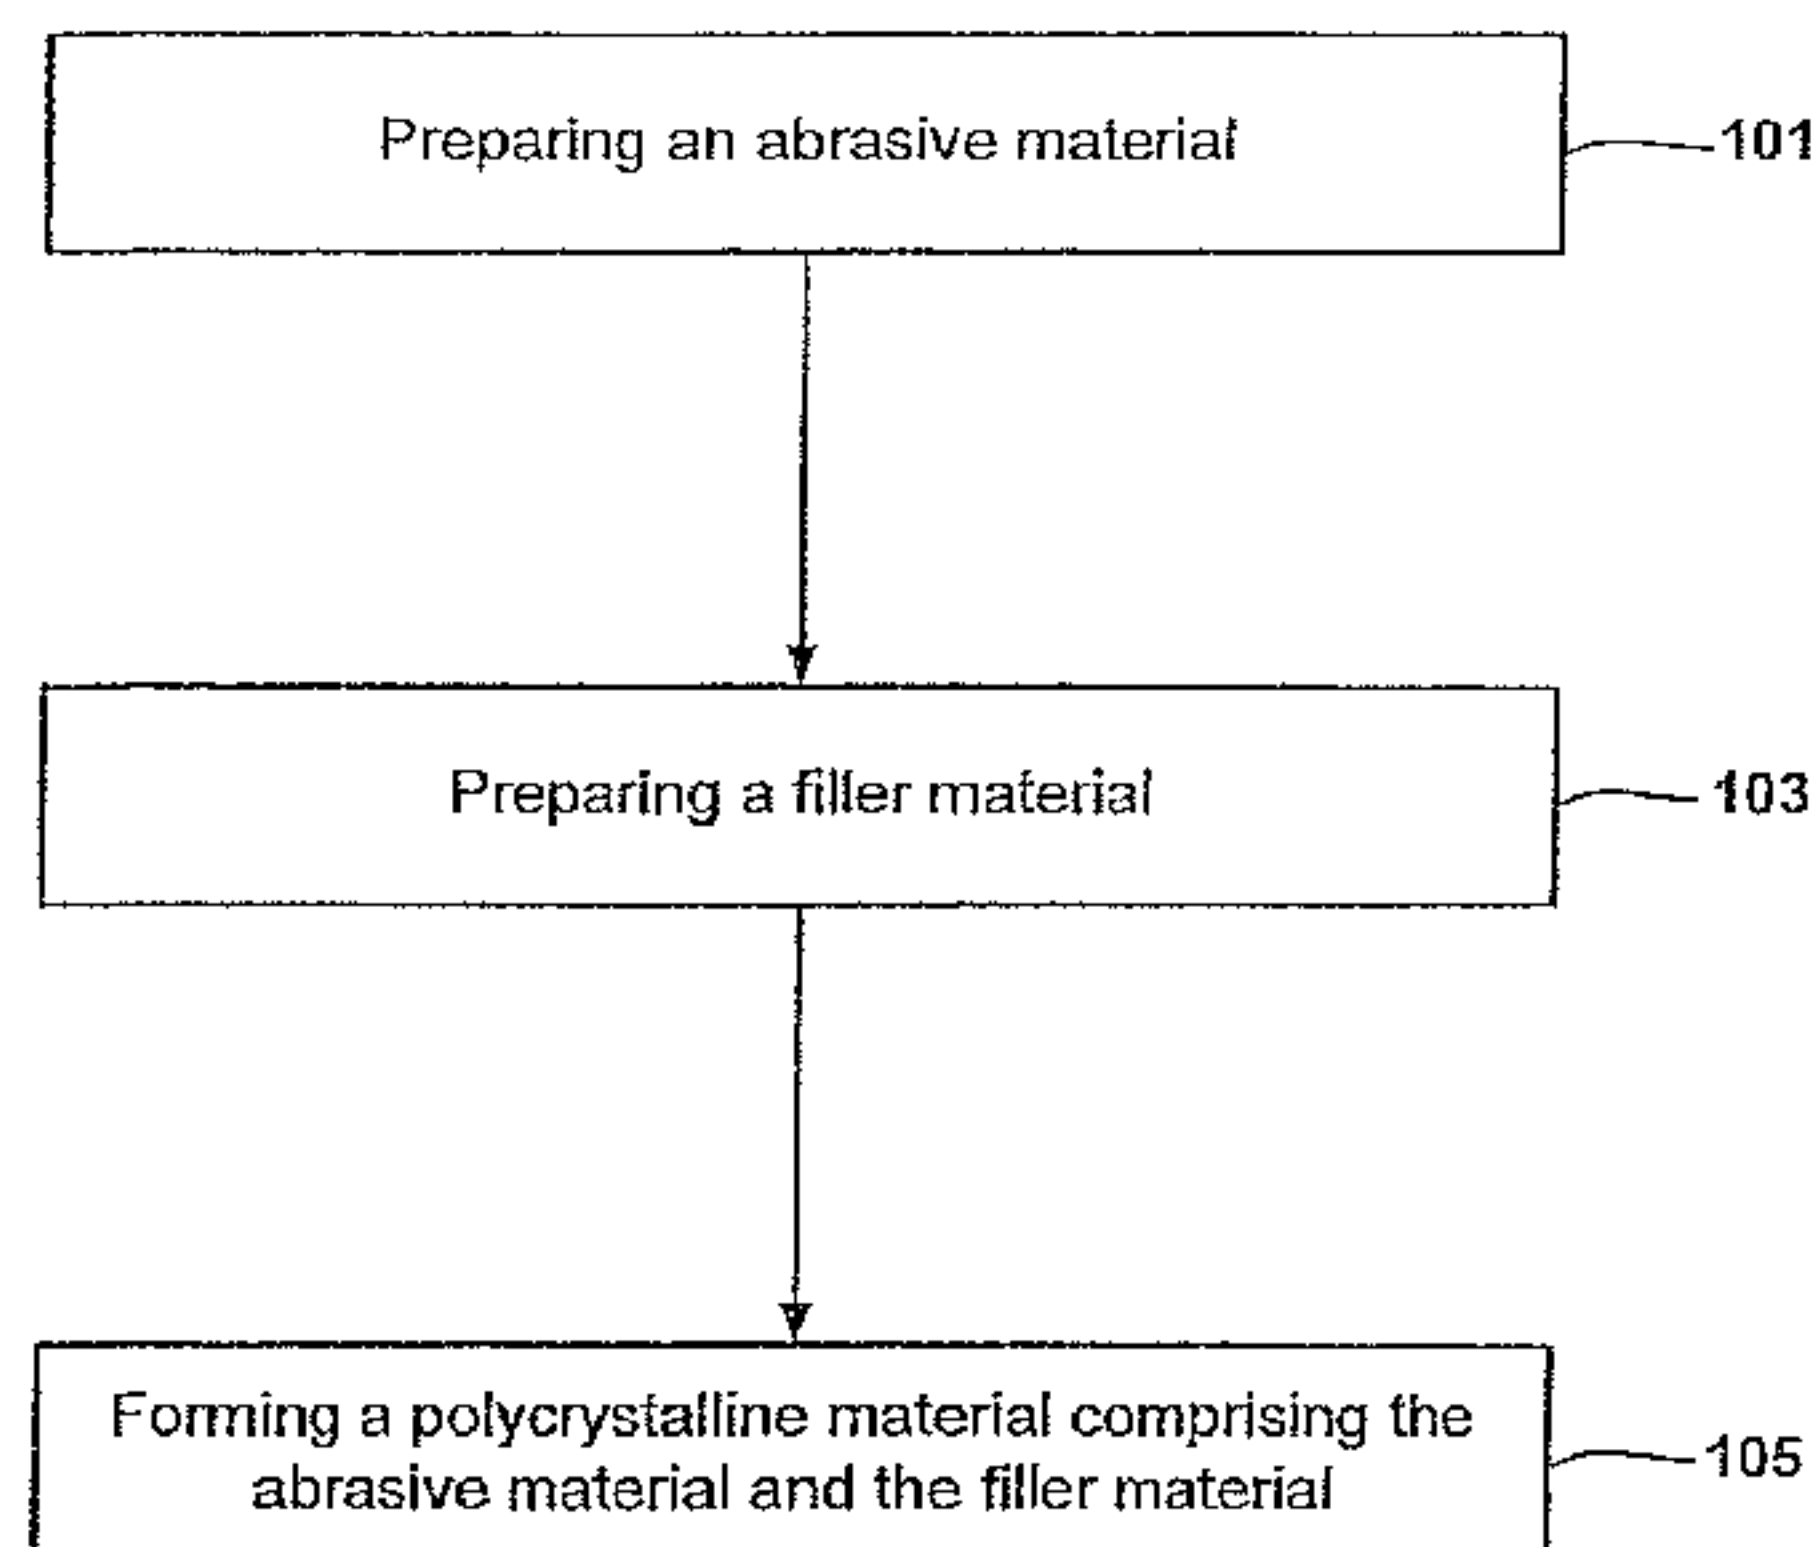 Preparing an abrasive material
101
Preparing a filler material
103
Forming a polycrystalline material comprising the
abrasive material and the filler material
105